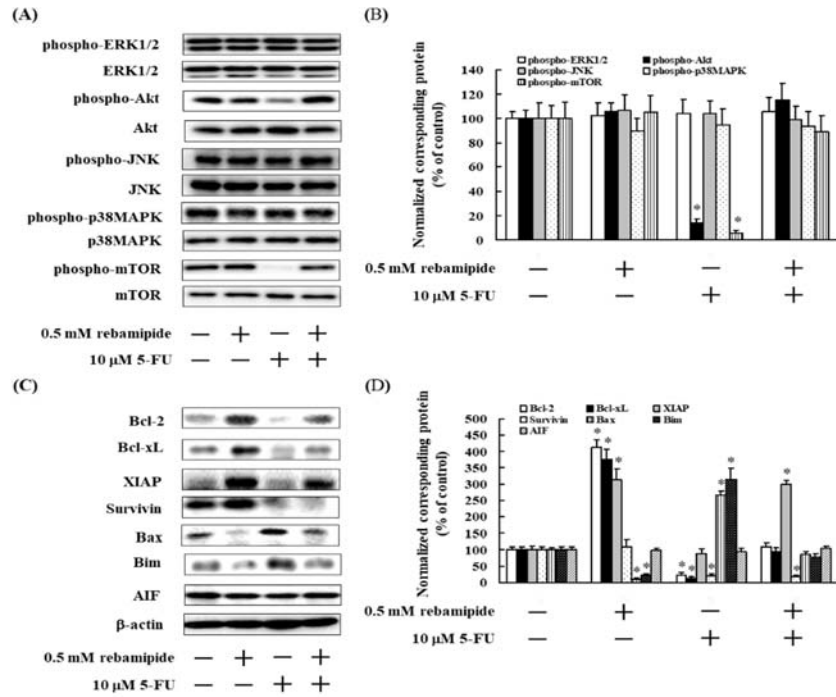 (A)
phospho-ERK1/2
ERK1/2
phospho-Akt
Akt
phospho-JNK
JNK
phospho-p38MAPK
p38MAPK
phospho-mTOR
mTOR
0.5 mM rebamipide — + — +
10 µM 5-FU — — + +
(B)
phospho-ERK1/2 phospho-Akt
phospho-JNK phospho-p38MAPK
phospho-mTOR
Normalized corresponding protein
(% of control)
140
120
100
80
60
40
20
0
* *
0.5 mM rebamipide — + — +
10 µM 5-FU — — + +
(C)
Bcl-2
Bcl-xL
XIAP
Survivin
Bax
Bim
AIF
β-actin
0.5 mM rebamipide — + — +
10 µM 5-FU — — + +
(D)
Bcl-2 Bcl-xL XIAP
Survivin Bax Bim
AIF
Normalized corresponding protein
(% of control)
500
450
400
350
300
250
200
150
100
50
0
* * * * * * * * * * * *
0.5 mM rebamipide — + — +
10 µM 5-FU — — + +